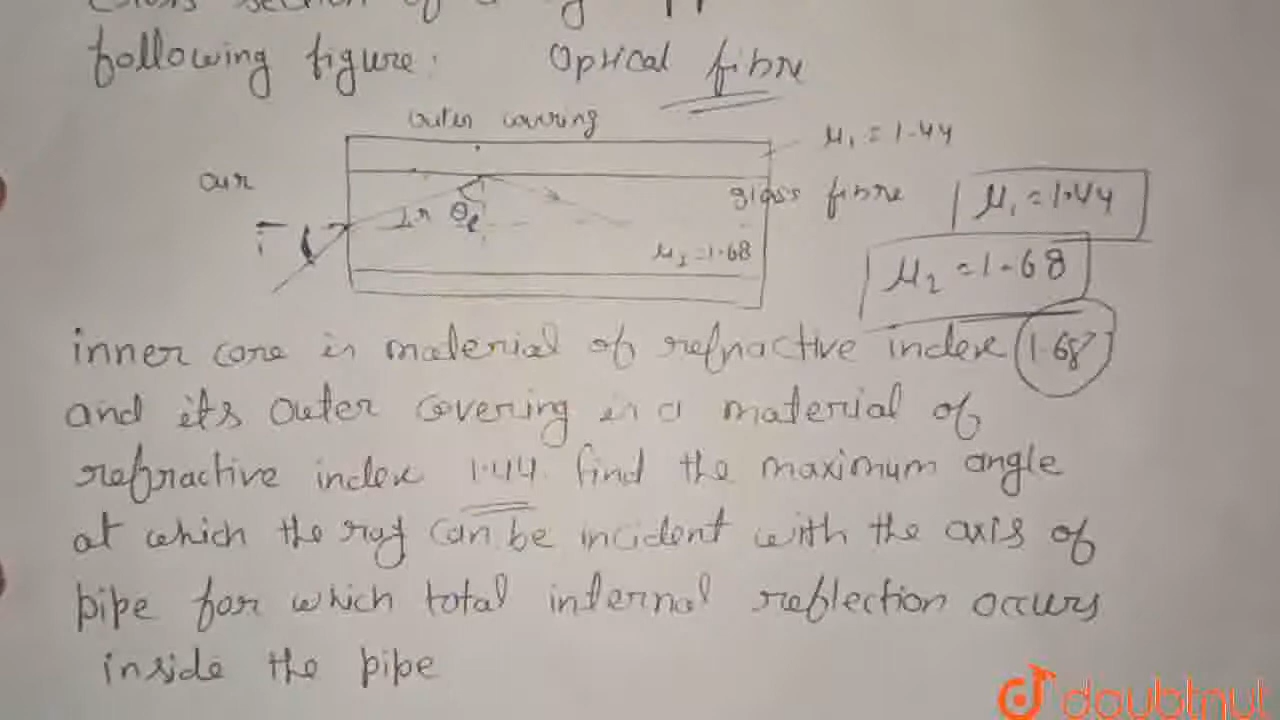 section of
following figure: Optical fibre
outer covering
μ₁ = 1.44
air
glass fibre
μ₁ = 1.44
i
r
θc
μ₂ = 1.68
μ₂ = 1.68
inner core is material of refractive index 1.68
and its outer covering is a material of
refractive index 1.44. find the maximum angle
at which the ray can be incident with the axis of
pipe for which total internal reflection occurs
inside the pipe
doubtnut